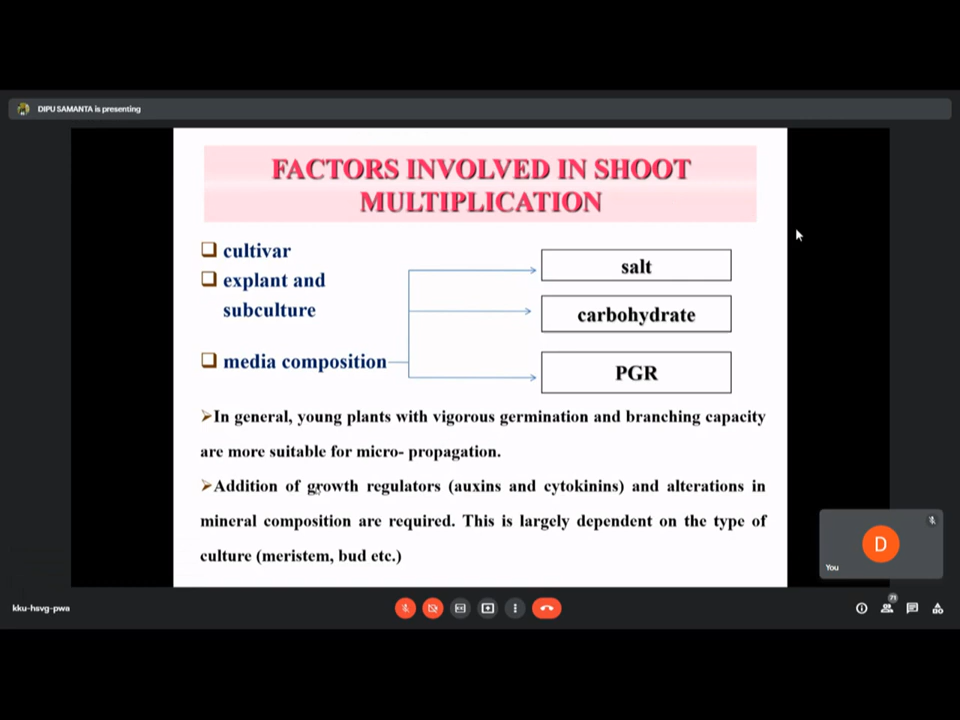 DIPU SAMANTA is presenting
FACTORS INVOLVED IN SHOOT
MULTIPLICATION
cultivar
explant and
subculture
media composition
salt
carbohydrate
PGR
In general, young plants with vigorous germination and branching capacity
are more suitable for micro- propagation.
Addition of growth regulators (auxins and cytokinins) and alterations in
mineral composition are required. This is largely dependent on the type of
culture (meristem, bud etc.)
D
You
kku-hsvg-pwa
71